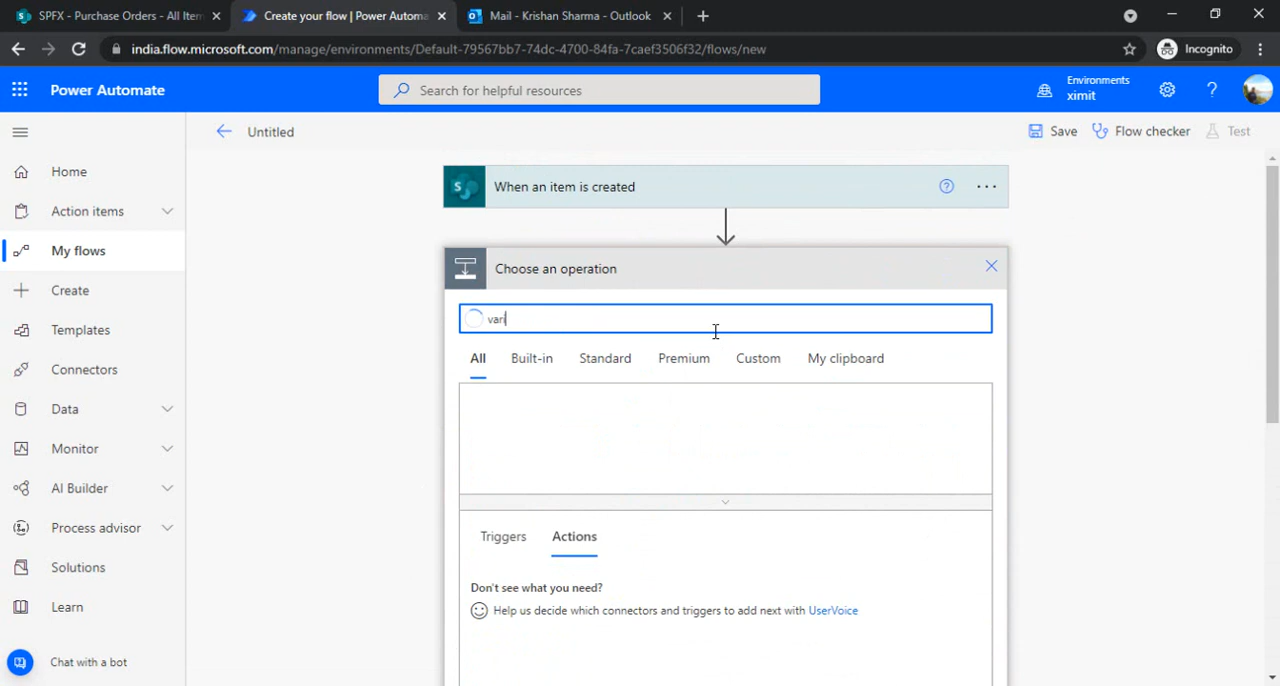 SPFX - Purchase Orders - All Item
Create your flow | Power Automa
Mail - Krishan Sharma - Outlook
india.flow.microsoft.com/manage/environments/Default-79567bb7-74dc-4700-84fa-7caef3506f32/flows/new
Incognito
Power Automate
Search for helpful resources
Environments
ximit
Untitled
Save
Flow checker
Test
Home
Action items
My flows
Create
Templates
Connectors
Data
Monitor
AI Builder
Process advisor
Solutions
Learn
Chat with a bot
When an item is created
Choose an operation
vari
All
Built-in
Standard
Premium
Custom
My clipboard
Triggers
Actions
Don't see what you need?
Help us decide which connectors and triggers to add next with UserVoice